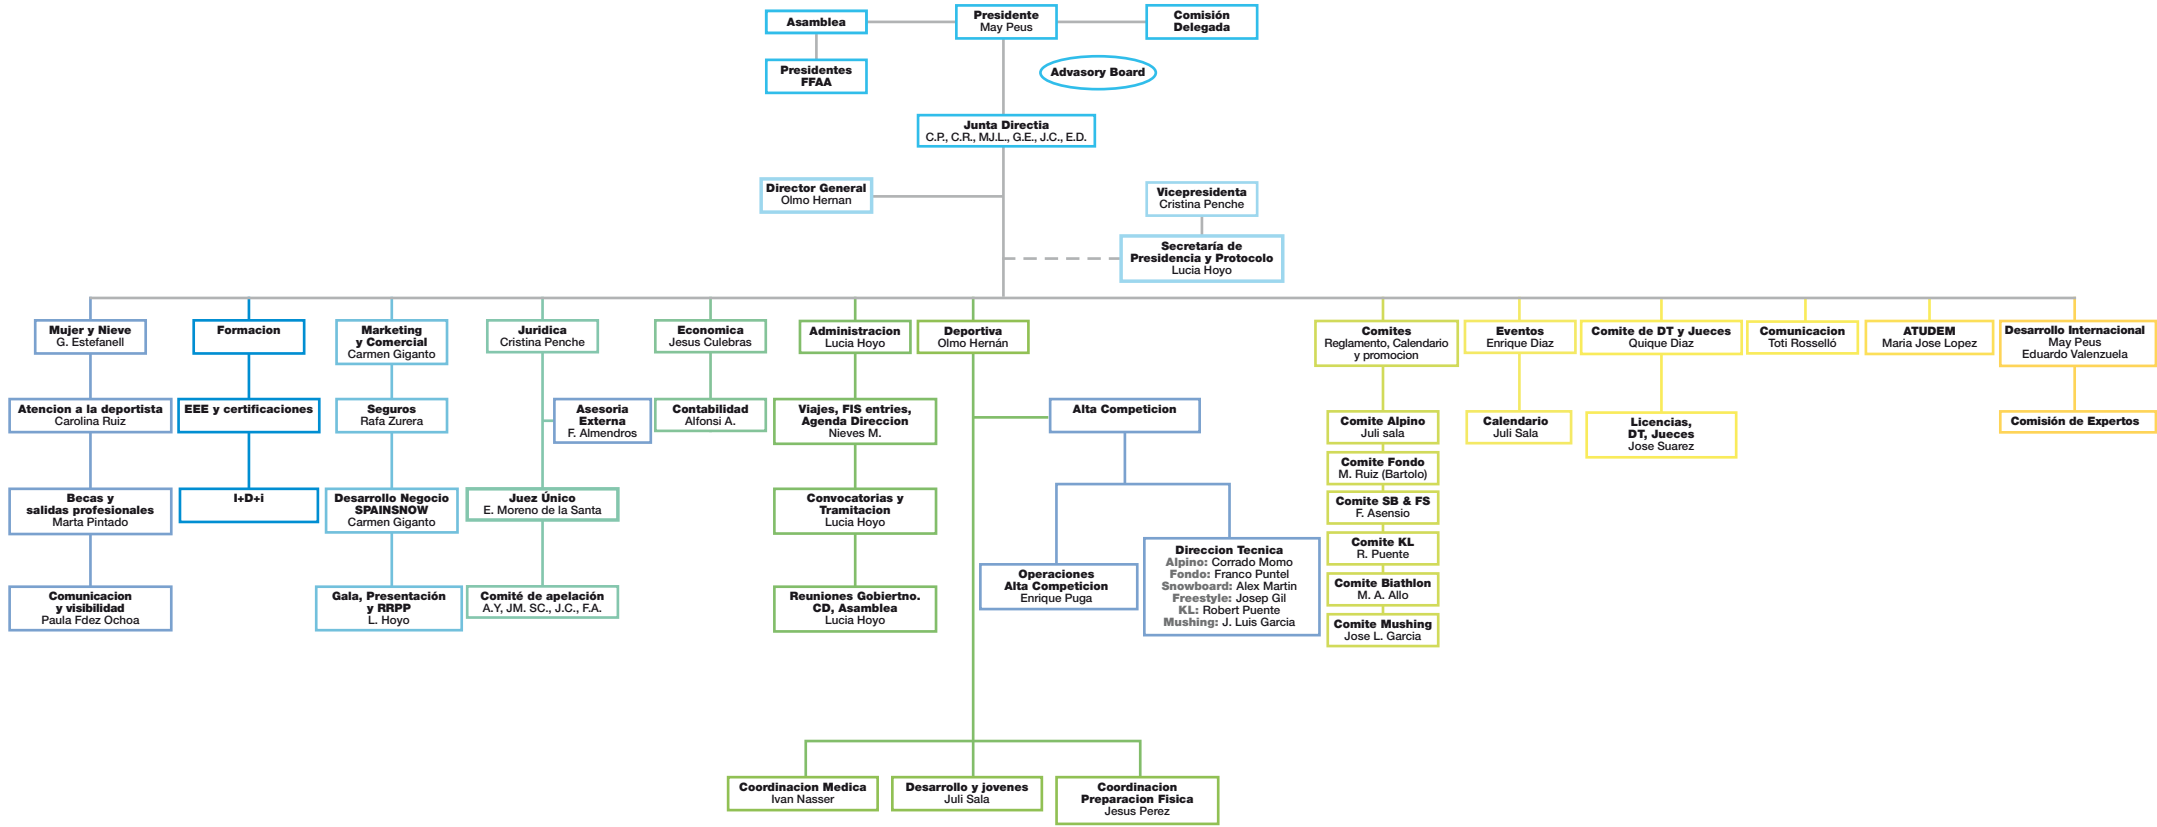 Asamblea
Presidente
May Peus
Comisión
Delegada
Presidentes
FFAA
Advasory Board
Junta Directia
C.P., C.R., MJ.L., G.E., J.C., E.D.
Director General
Olmo Hernan
Vicepresidenta
Cristina Penche
Secretaría de
Presidencia y Protocolo
Lucia Hoyo
Mujer y Nieve
G. Estefanell
Formacion
Marketing
y Comercial
Carmen Giganto
Juridica
Cristina Penche
Economica
Jesus Culebras
Administracion
Lucia Hoyo
Deportiva
Olmo Hernán
Comites
Reglamento, Calendario
y promocion
Eventos
Enrique Diaz
Comite de DT y Jueces
Quique Diaz
Comunicacion
Toti Rosselló
ATUDEM
Maria Jose Lopez
Desarrollo Internacional
May Peus
Eduardo Valenzuela
Atencion a la deportista
Carolina Ruiz
EEE y certificaciones
Seguros
Rafa Zurera
Asesoria
Externa
F. Almendros
Contabilidad
Alfonsi A.
Viajes, FIS entries,
Agenda Direccion
Nieves M.
Alta Competicion
Comite Alpino
Juli sala
Calendario
Juli Sala
Licencias,
DT, Jueces
Jose Suarez
Comisión de Expertos
Comite Fondo
M. Ruiz (Bartolo)
Becas y
salidas profesionales
Marta Pintado
I+D+i
Desarrollo Negocio
SPAINSNOW
Carmen Giganto
Juez Único
E. Moreno de la Santa
Convocatorias y
Tramitacion
Lucia Hoyo
Comite SB & FS
F. Asensio
Comite KL
R. Puente
Direccion Tecnica
Alpino: Corrado Momo
Fondo: Franco Puntel
Snowboard: Alex Martin
Freestyle: Josep Gil
KL: Robert Puente
Mushing: J. Luis Garcia
Operaciones
Alta Competicion
Enrique Puga
Comite Biathlon
M. A. Allo
Comunicacion
y visibilidad
Paula Fdez Ochoa
Gala, Presentación
y RRPP
L. Hoyo
Comité de apelación
A.Y, JM. SC., J.C., F.A.
Reuniones Gobiertno.
CD, Asamblea
Lucia Hoyo
Comite Mushing
Jose L. Garcia
Coordinacion Medica
Ivan Nasser
Desarrollo y jovenes
Juli Sala
Coordinacion
Preparacion Fisica
Jesus Perez